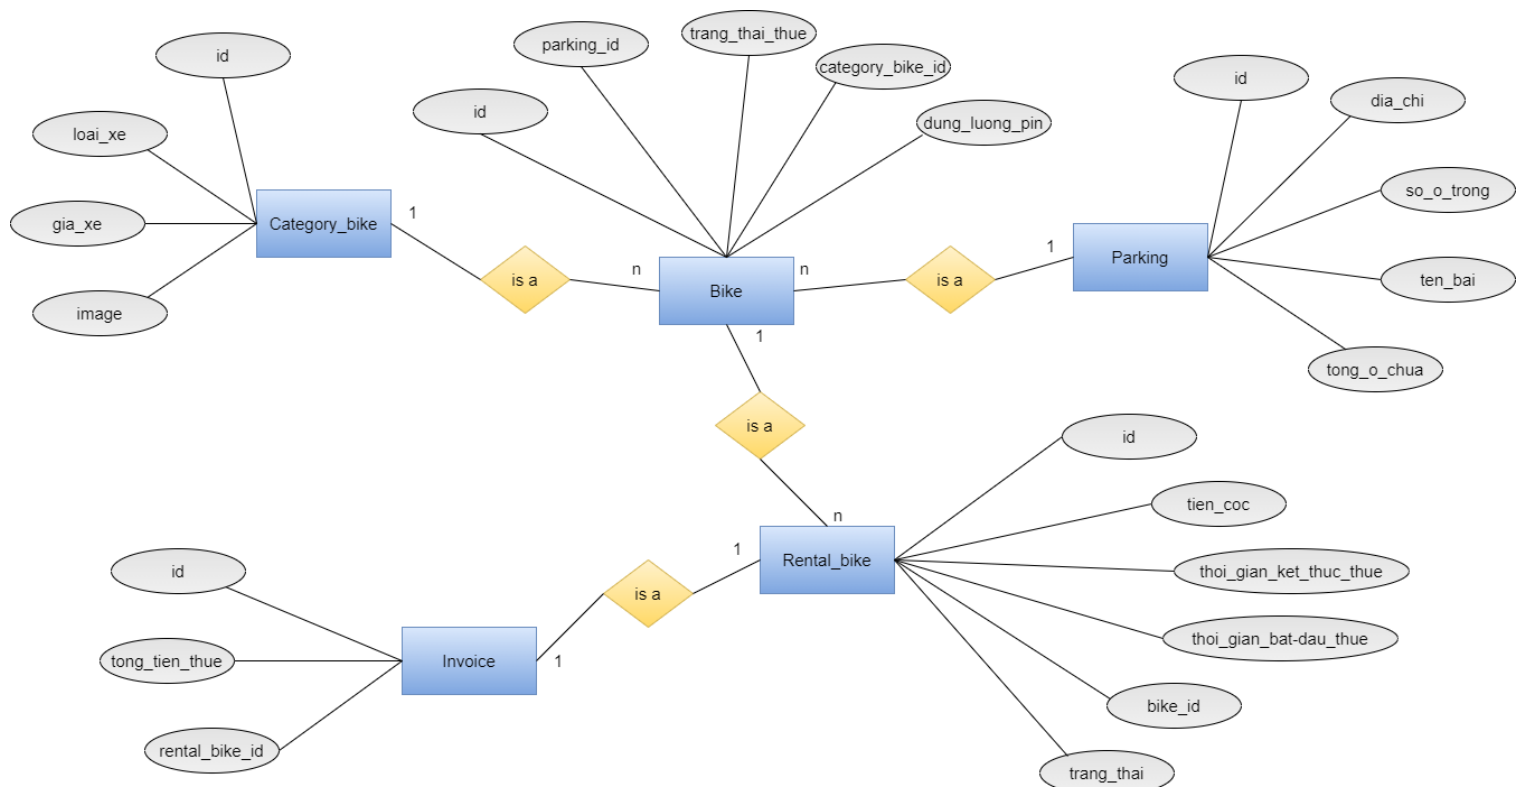 id
loai_xe
gia_xe
image
Category_bike
1
is a
n
id
parking_id
trang_thai_thue
category_bike_id
dung_luong_pin
Bike
n
is a
1
Parking
id
dia_chi
so_o_trong
ten_bai
tong_o_chua
1
is a
n
Rental_bike
id
tien_coc
thoi_gian_ket_thuc_thue
thoi_gian_bat-dau_thue
bike_id
trang_thai
1
is a
1
Invoice
id
tong_tien_thue
rental_bike_id